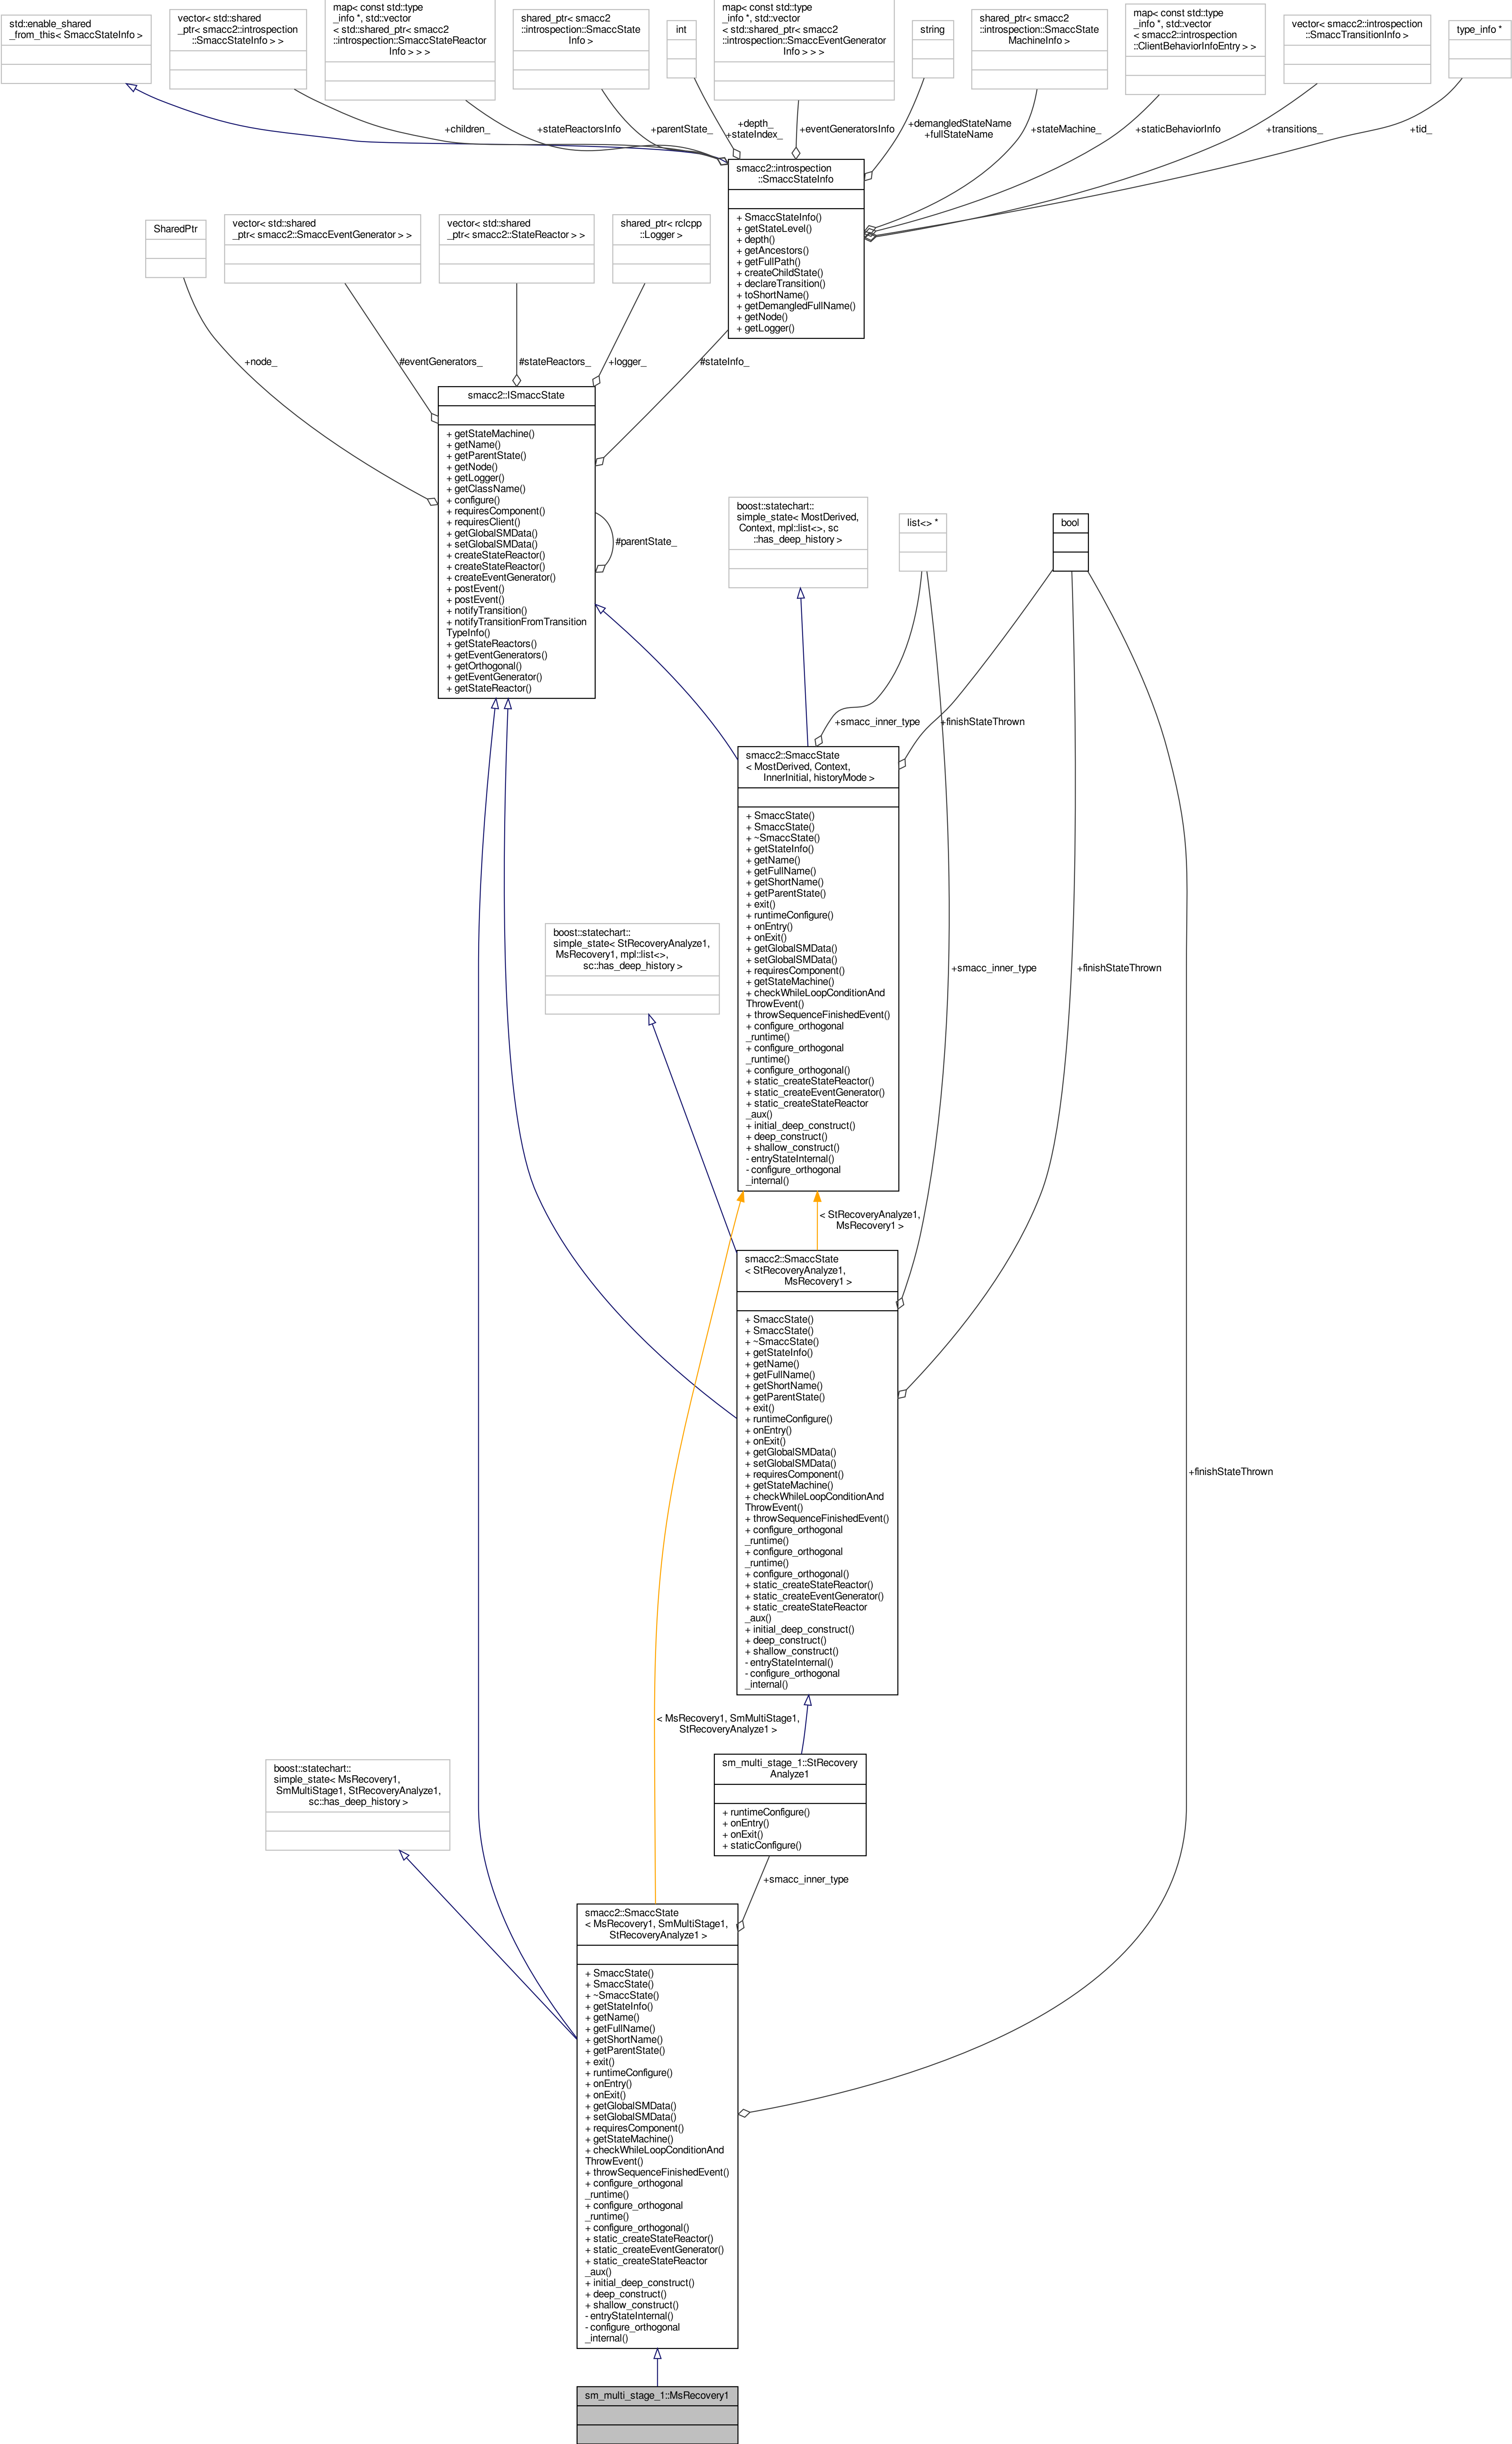 std::enable_shared
_from_this< SmaccStateInfo >
vector< std::shared
_ptr< smacc2::introspection
::SmaccStateInfo > >
map< const std::type
_info *, std::vector
< std::shared_ptr< smacc2
::introspection::SmaccStateReactor
Info > > >
shared_ptr< smacc2
::introspection::SmaccState
Info >
int
map< const std::type
_info *, std::vector
< std::shared_ptr< smacc2
::introspection::SmaccEventGenerator
Info > > >
string
shared_ptr< smacc2
::introspection::SmaccState
MachineInfo >
map< const std::type
_info *, std::vector
< smacc2::introspection
::ClientBehaviorInfoEntry > >
vector< smacc2::introspection
::SmaccTransitionInfo >
type_info *
+children_
+stateReactorsInfo
+parentState_
+depth_
+stateIndex_
+eventGeneratorsInfo
+demangledStateName
+fullStateName
+stateMachine_
+staticBehaviorInfo
+transitions_
+tid_
smacc2::introspection
::SmaccStateInfo
+ SmaccStateInfo()
+ getStateLevel()
+ depth()
+ getAncestors()
+ getFullPath()
+ createChildState()
+ declareTransition()
+ toShortName()
+ getDemangledFullName()
+ getNode()
+ getLogger()
SharedPtr
vector< std::shared
_ptr< smacc2::SmaccEventGenerator > >
vector< std::shared
_ptr< smacc2::StateReactor > >
shared_ptr< rclcpp
::Logger >
+node_
#eventGenerators_
#stateReactors_
+logger_
#stateInfo_
smacc2::ISmaccState
+ getStateMachine()
+ getName()
+ getParentState()
+ getNode()
+ getLogger()
+ getClassName()
+ configure()
+ requiresComponent()
+ requiresClient()
+ getGlobalSMData()
+ setGlobalSMData()
+ createStateReactor()
+ createStateReactor()
+ createEventGenerator()
+ postEvent()
+ postEvent()
+ notifyTransition()
+ notifyTransitionFromTransition
TypeInfo()
+ getStateReactors()
+ getEventGenerators()
+ getOrthogonal()
+ getEventGenerator()
+ getStateReactor()
#parentState_
boost::statechart::
simple_state< MostDerived,
Context, mpl::list<>, sc
::has_deep_history >
list<> *
bool
+smacc_inner_type
+finishStateThrown
smacc2::SmaccState
< MostDerived, Context,
InnerInitial, historyMode >
+ SmaccState()
+ SmaccState()
+ ~SmaccState()
+ getStateInfo()
+ getName()
+ getFullName()
+ getShortName()
+ getParentState()
+ exit()
+ runtimeConfigure()
+ onEntry()
+ onExit()
+ getGlobalSMData()
+ setGlobalSMData()
+ requiresComponent()
+ getStateMachine()
+ checkWhileLoopConditionAnd
ThrowEvent()
+ throwSequenceFinishedEvent()
+ configure_orthogonal
_runtime()
+ configure_orthogonal
_runtime()
+ configure_orthogonal()
+ static_createStateReactor()
+ static_createEventGenerator()
+ static_createStateReactor
_aux()
+ initial_deep_construct()
+ deep_construct()
+ shallow_construct()
- entryStateInternal()
- configure_orthogonal
_internal()
boost::statechart::
simple_state< StRecoveryAnalyze1,
MsRecovery1, mpl::list<>,
sc::has_deep_history >
+smacc_inner_type
+finishStateThrown
< StRecoveryAnalyze1,
MsRecovery1 >
smacc2::SmaccState
< StRecoveryAnalyze1,
MsRecovery1 >
+ SmaccState()
+ SmaccState()
+ ~SmaccState()
+ getStateInfo()
+ getName()
+ getFullName()
+ getShortName()
+ getParentState()
+ exit()
+ runtimeConfigure()
+ onEntry()
+ onExit()
+ getGlobalSMData()
+ setGlobalSMData()
+ requiresComponent()
+ getStateMachine()
+ checkWhileLoopConditionAnd
ThrowEvent()
+ throwSequenceFinishedEvent()
+ configure_orthogonal
_runtime()
+ configure_orthogonal
_runtime()
+ configure_orthogonal()
+ static_createStateReactor()
+ static_createEventGenerator()
+ static_createStateReactor
_aux()
+ initial_deep_construct()
+ deep_construct()
+ shallow_construct()
- entryStateInternal()
- configure_orthogonal
_internal()
+finishStateThrown
< MsRecovery1, SmMultiStage1,
StRecoveryAnalyze1 >
boost::statechart::
simple_state< MsRecovery1,
SmMultiStage1, StRecoveryAnalyze1,
sc::has_deep_history >
sm_multi_stage_1::StRecovery
Analyze1
+ runtimeConfigure()
+ onEntry()
+ onExit()
+ staticConfigure()
+smacc_inner_type
smacc2::SmaccState
< MsRecovery1, SmMultiStage1,
StRecoveryAnalyze1 >
+ SmaccState()
+ SmaccState()
+ ~SmaccState()
+ getStateInfo()
+ getName()
+ getFullName()
+ getShortName()
+ getParentState()
+ exit()
+ runtimeConfigure()
+ onEntry()
+ onExit()
+ getGlobalSMData()
+ setGlobalSMData()
+ requiresComponent()
+ getStateMachine()
+ checkWhileLoopConditionAnd
ThrowEvent()
+ throwSequenceFinishedEvent()
+ configure_orthogonal
_runtime()
+ configure_orthogonal
_runtime()
+ configure_orthogonal()
+ static_createStateReactor()
+ static_createEventGenerator()
+ static_createStateReactor
_aux()
+ initial_deep_construct()
+ deep_construct()
+ shallow_construct()
- entryStateInternal()
- configure_orthogonal
_internal()
sm_multi_stage_1::MsRecovery1